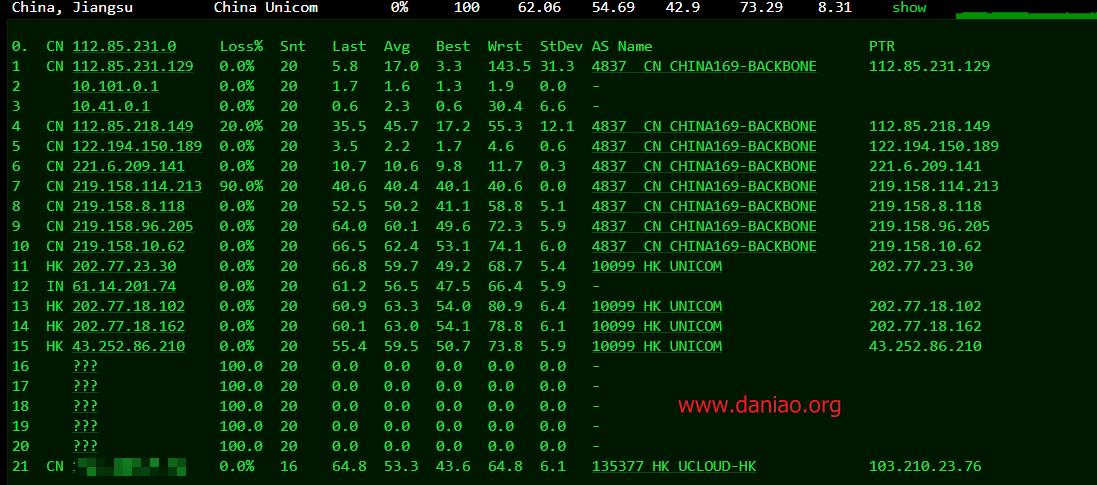 China, Jiangsu China Unicom 0% 100 62.06 54.69 42.9 73.29 8.31 show
0. CN 112.85.231.0 Loss% Snt Last Avg Best Wrst StDev AS Name PTR
1 CN 112.85.231.129 0.0% 20 5.8 17.0 3.3 143.5 31.3 4837 CN CHINA169-BACKBONE 112.85.231.129
2 10.101.0.1 0.0% 20 1.7 1.6 1.3 1.9 0.0 -
3 10.41.0.1 0.0% 20 0.6 2.3 0.6 30.4 6.6 -
4 CN 112.85.218.149 20.0% 20 35.5 45.7 17.2 55.3 12.1 4837 CN CHINA169-BACKBONE 112.85.218.149
5 CN 122.194.150.189 0.0% 20 3.5 2.2 1.7 4.6 0.6 4837 CN CHINA169-BACKBONE 122.194.150.189
6 CN 221.6.209.141 0.0% 20 10.7 10.6 9.8 11.7 0.3 4837 CN CHINA169-BACKBONE 221.6.209.141
7 CN 219.158.114.213 90.0% 20 40.6 40.4 40.1 40.6 0.0 4837 CN CHINA169-BACKBONE 219.158.114.213
8 CN 219.158.8.118 0.0% 20 52.5 50.2 41.1 58.8 5.1 4837 CN CHINA169-BACKBONE 219.158.8.118
9 CN 219.158.96.205 0.0% 20 64.0 60.1 49.6 72.3 5.9 4837 CN CHINA169-BACKBONE 219.158.96.205
10 CN 219.158.10.62 0.0% 20 66.5 62.4 53.1 74.1 6.0 4837 CN CHINA169-BACKBONE 219.158.10.62
11 HK 202.77.23.30 0.0% 20 66.8 59.7 49.2 68.7 5.4 10099 HK UNICOM 202.77.23.30
12 IN 61.14.201.74 0.0% 20 61.2 56.5 47.5 66.4 5.9 -
13 HK 202.77.18.102 0.0% 20 60.9 63.3 54.0 80.9 6.4 10099 HK UNICOM 202.77.18.102
14 HK 202.77.18.162 0.0% 20 60.1 63.0 54.1 78.8 6.1 10099 HK UNICOM 202.77.18.162
15 HK 43.252.86.210 0.0% 20 55.4 59.5 50.7 73.8 5.9 10099 HK UNICOM 43.252.86.210
16 ??? 100.0 20 0.0 0.0 0.0 0.0 0.0 -
17 ??? 100.0 20 0.0 0.0 0.0 0.0 0.0 -
18 ??? 100.0 20 0.0 0.0 0.0 0.0 0.0 -
www.daniao.org
19 ??? 100.0 20 0.0 0.0 0.0 0.0 0.0 -
20 ??? 100.0 20 0.0 0.0 0.0 0.0 0.0 -
21 CN 0.0% 16 64.8 53.3 43.6 64.8 6.1 135377 HK UCLOUD-HK 103.210.23.76